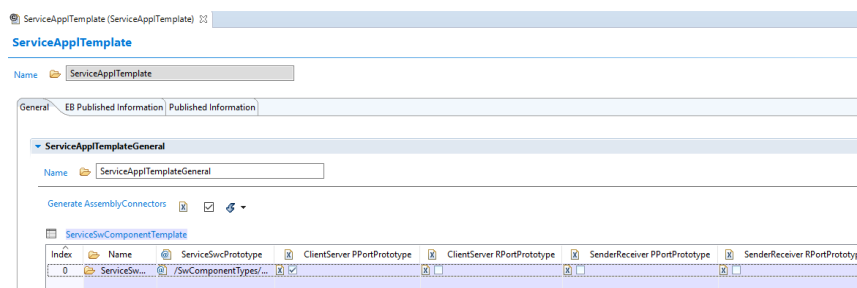 ServiceApplTemplate (ServiceApplTemplate)
ServiceApplTemplate
Name ServiceApplTemplate
General EB Published Information Published Information
ServiceApplTemplateGeneral
Name ServiceApplTemplateGeneral
Generate AssemblyConnectors
ServiceSwComponentTemplate
Index Name ServiceSwcPrototype ClientServer PPortPrototype ClientServer RPortPrototype SenderReceiver PPortPrototype SenderReceiver RPortPrototyp
0 ServiceSw... /SwComponentTypes/...